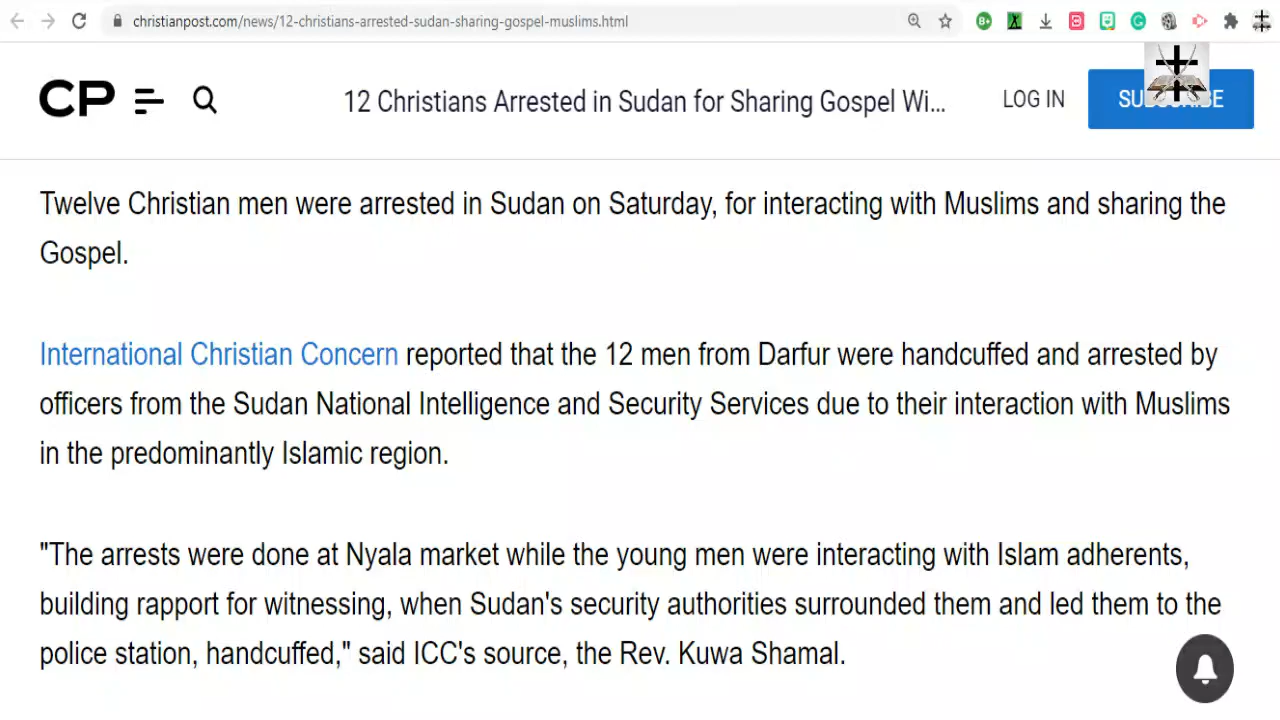 christianpost.com/news/12-christians-arrested-sudan-sharing-gospel-muslims.html
CP
12 Christians Arrested in Sudan for Sharing Gospel Wi...
LOG IN
SUBSCRIBE
Twelve Christian men were arrested in Sudan on Saturday, for interacting with Muslims and sharing the
Gospel.
International Christian Concern reported that the 12 men from Darfur were handcuffed and arrested by
officers from the Sudan National Intelligence and Security Services due to their interaction with Muslims
in the predominantly Islamic region.
"The arrests were done at Nyala market while the young men were interacting with Islam adherents,
building rapport for witnessing, when Sudan's security authorities surrounded them and led them to the
police station, handcuffed," said ICC's source, the Rev. Kuwa Shamal.